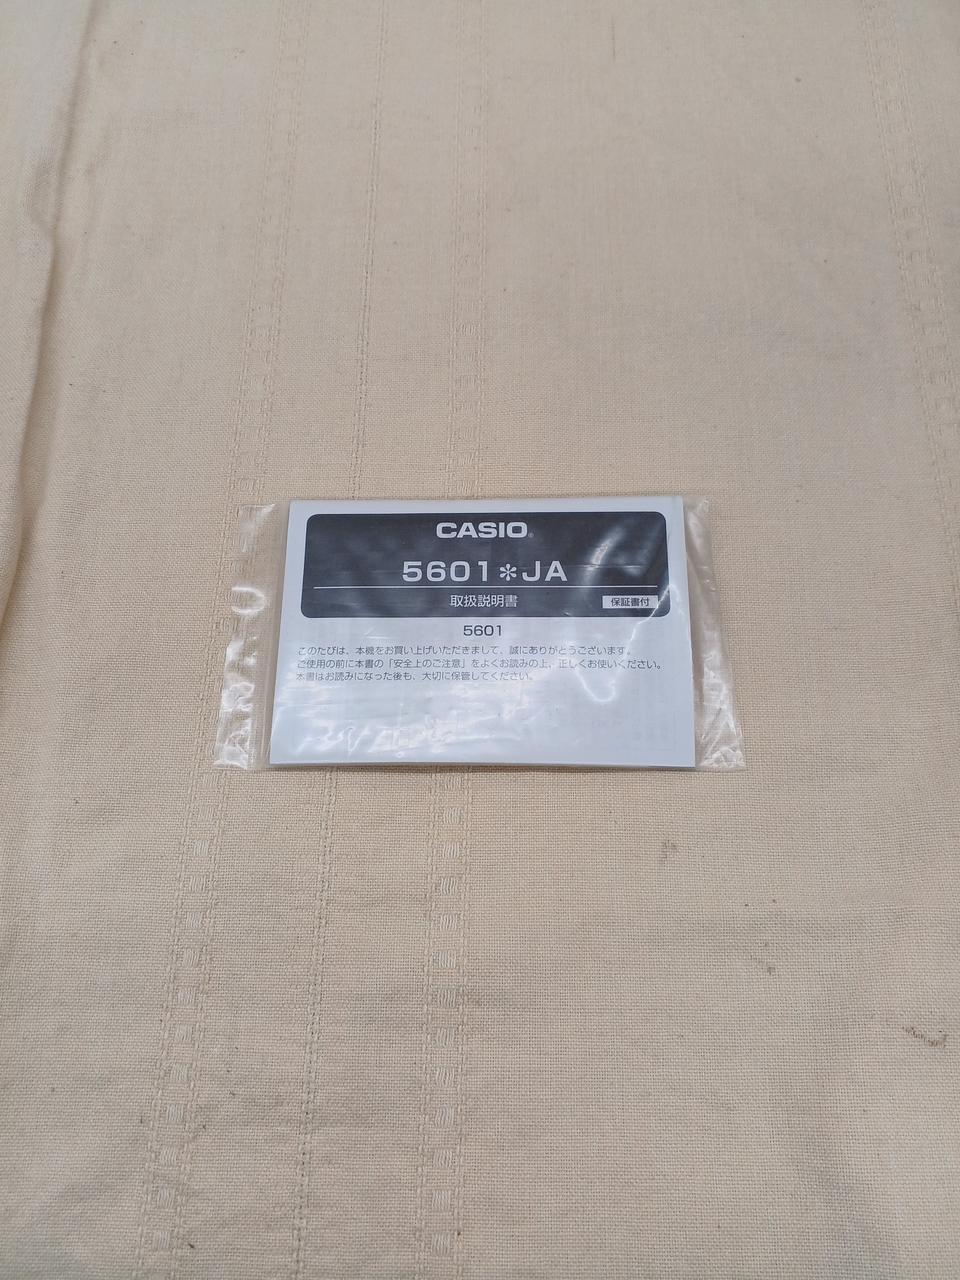 CASIO®
5601✻JA
取扱説明書 保証書付
5601
このたびは、本機をお買い上げいただきまして、誠にありがとうございます。
ご使用の前に本書の「安全上のご注意」をよくお読みの上、正しくお使いください。
本書はお読みになった後も、大切に保管してください。